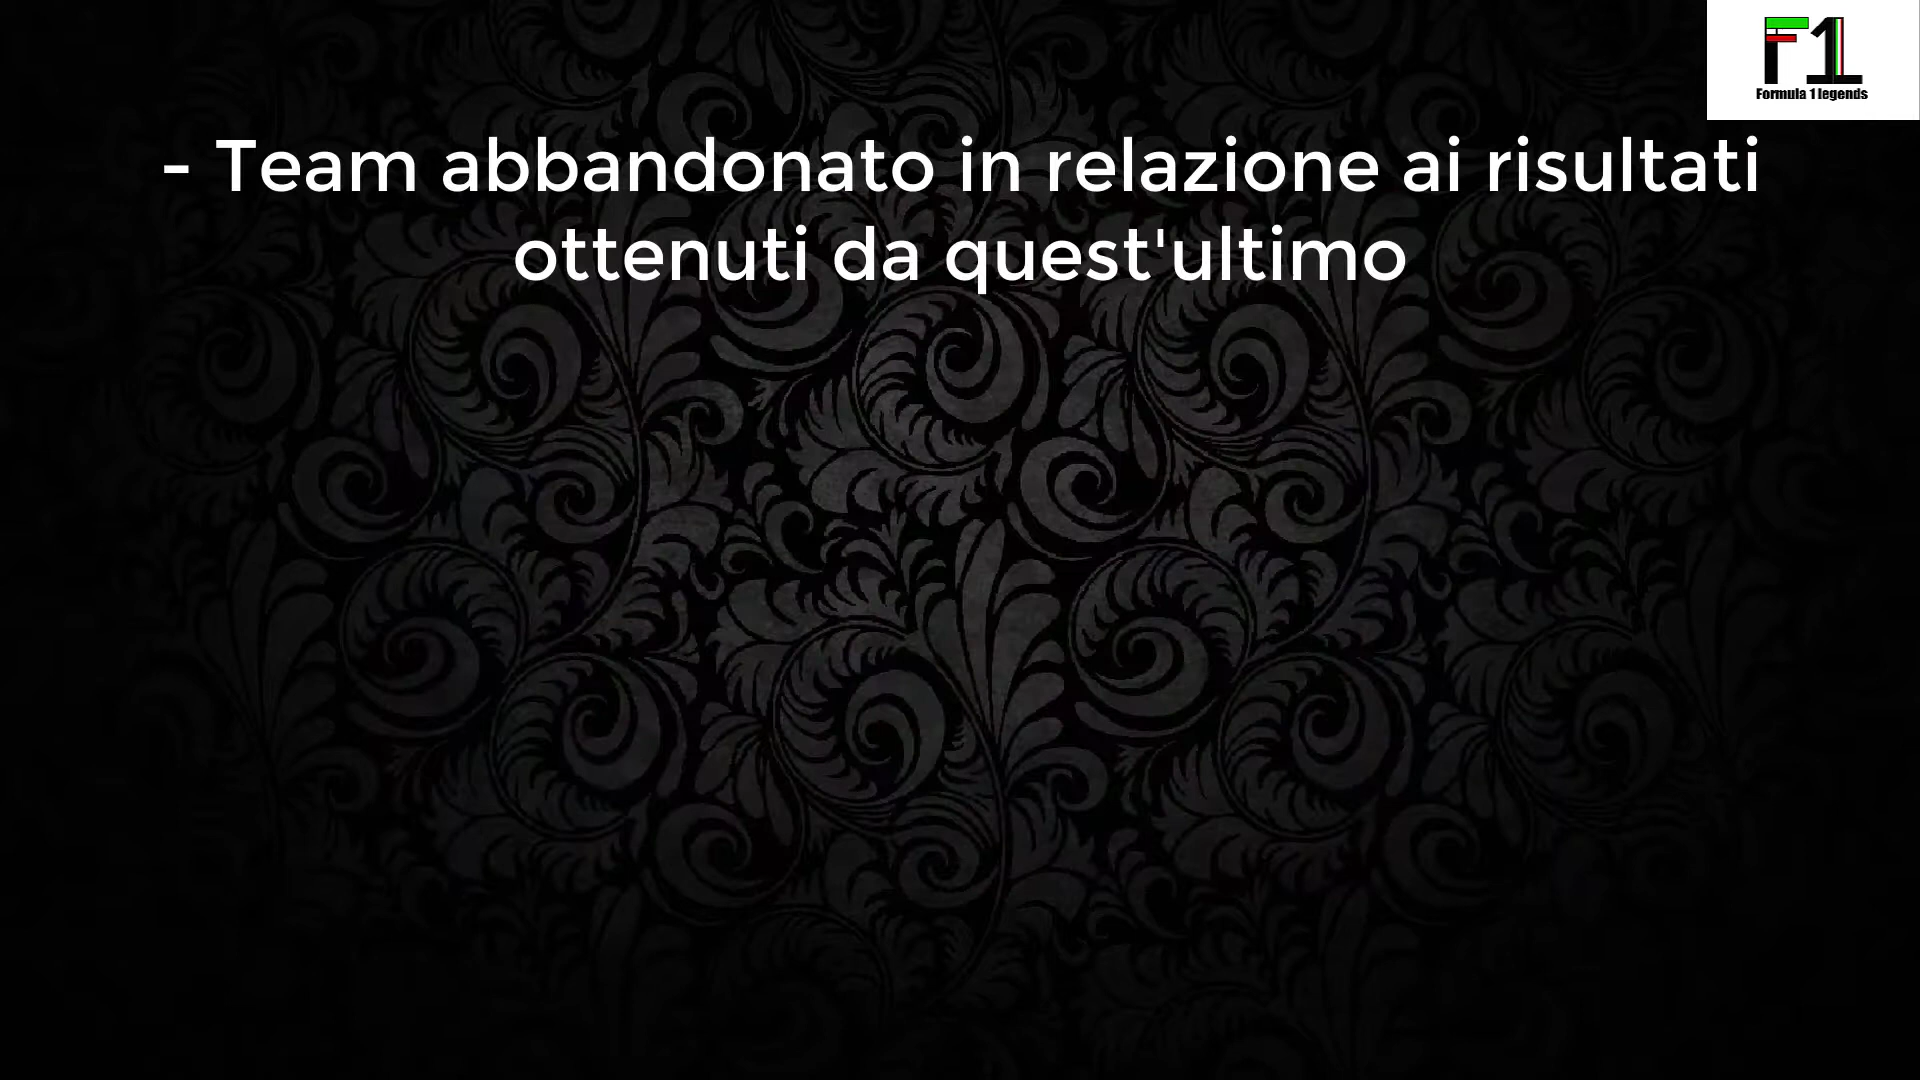 F1
Formula 1 legends
- Team abbandonato in relazione ai risultati
ottenuti da quest'ultimo